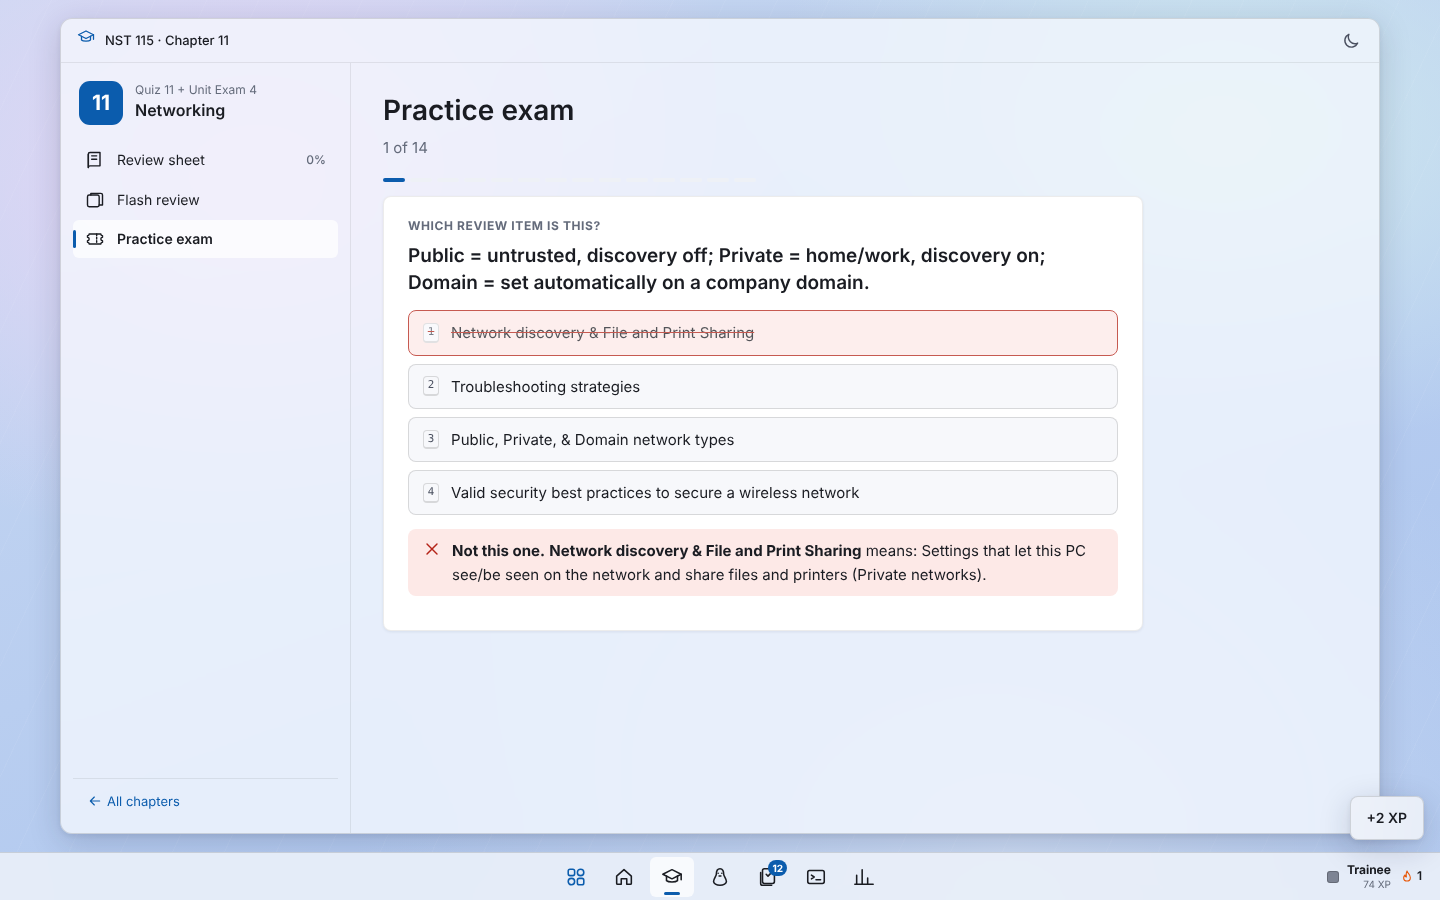 NST 115 · Chapter 11
11
Quiz 11 + Unit Exam 4
Networking
Review sheet
0%
Flash review
Practice exam
All chapters
Practice exam
1 of 14
WHICH REVIEW ITEM IS THIS?
Public = untrusted, discovery off; Private = home/work, discovery on;
Domain = set automatically on a company domain.
1 Network discovery & File and Print Sharing
2 Troubleshooting strategies
3 Public, Private, & Domain network types
4 Valid security best practices to secure a wireless network
Not this one. Network discovery & File and Print Sharing means: Settings that let this PC
see/be seen on the network and share files and printers (Private networks).
+2 XP
12
Trainee
74 XP
1